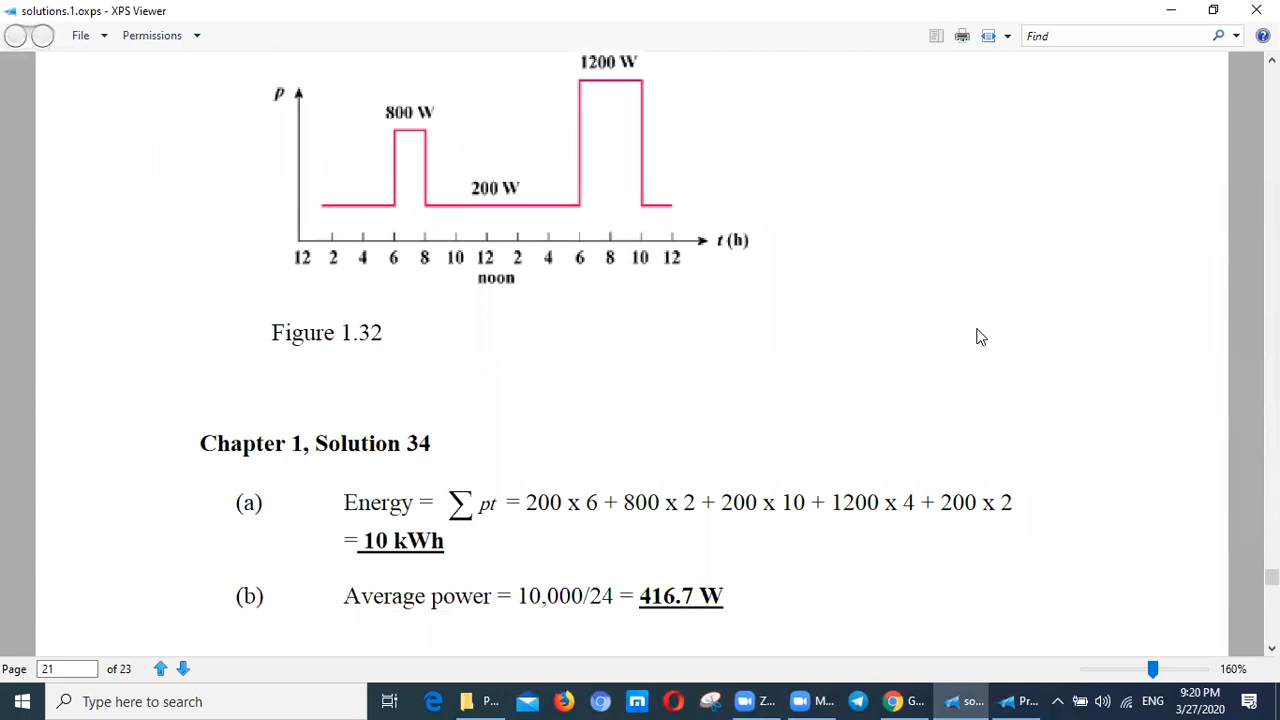 solutions.1.oxps - XPS Viewer
File Permissions Find
1200 W
p
800 W
200 W
t (h)
12 2 4 6 8 10 12 2 4 6 8 10 12
noon
Figure 1.32
Chapter 1, Solution 34
(a) Energy = ∑ pt = 200 x 6 + 800 x 2 + 200 x 10 + 1200 x 4 + 200 x 2
= 10 kWh
(b) Average power = 10,000/24 = 416.7 W
Page 21 of 23 160%
Type here to search P... Z... M... G... so... Pr... ENG 9:20 PM
3/27/2020